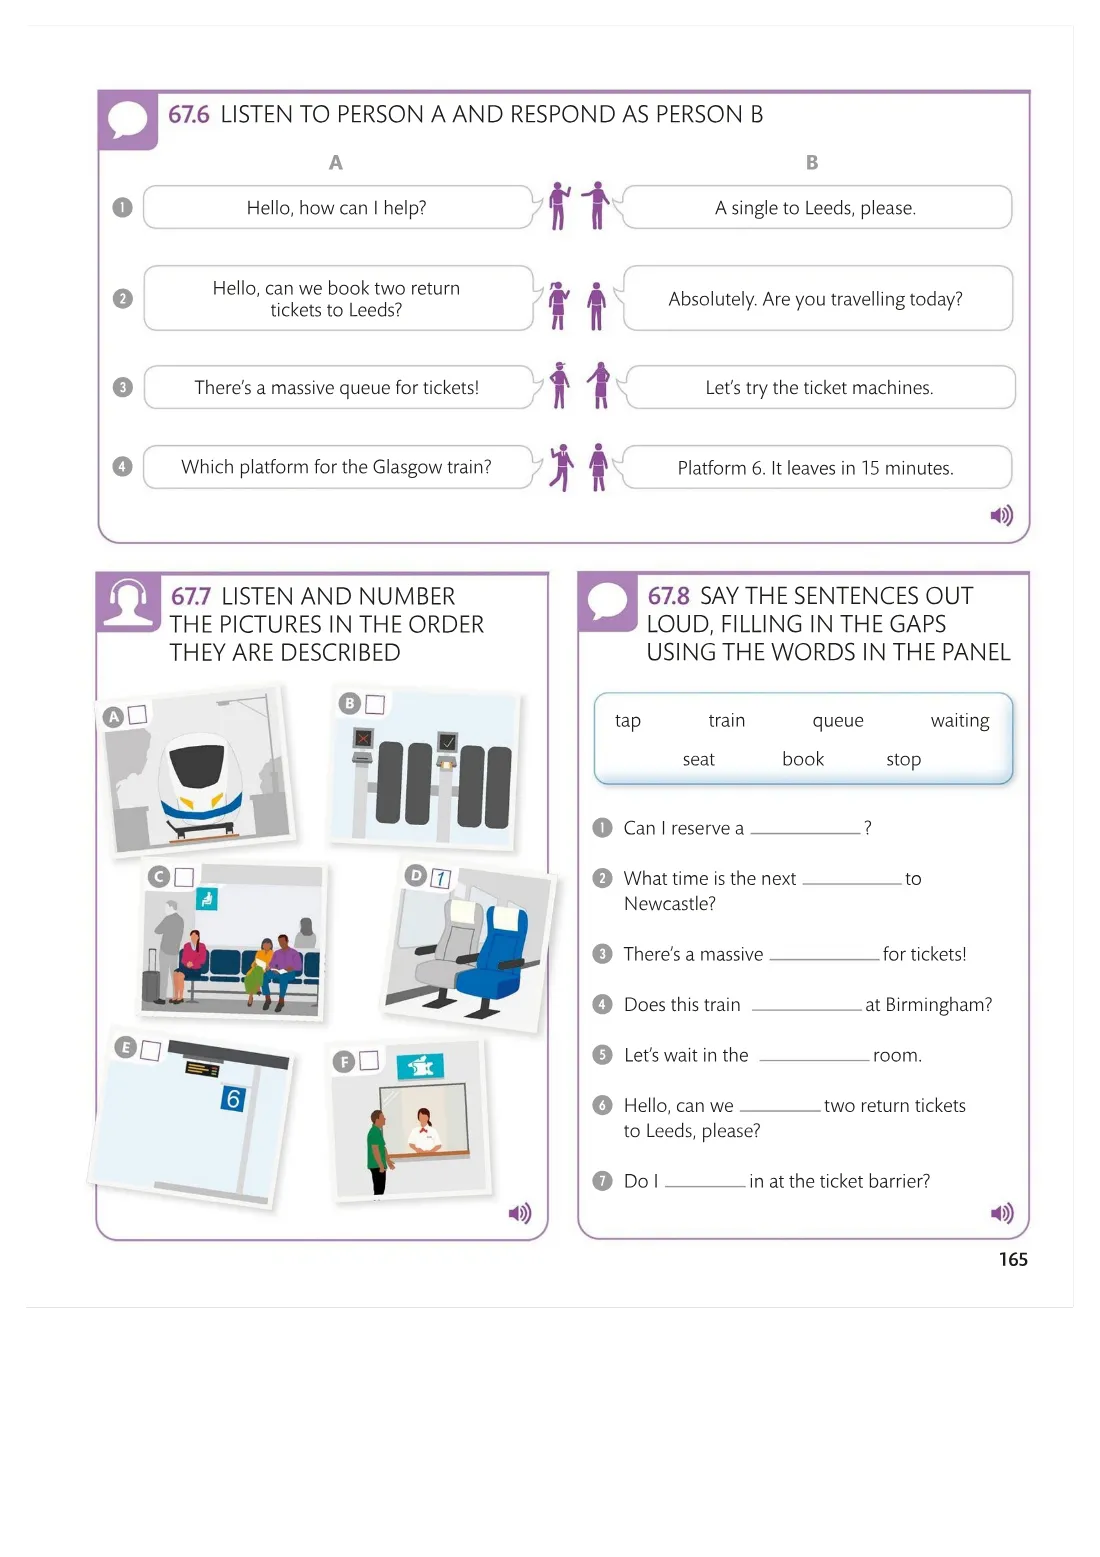 67.6 LISTEN TO PERSON A AND RESPOND AS PERSON B
A
B
1 Hello, how can I help?
A single to Leeds, please.
2 Hello, can we book two return
tickets to Leeds?
Absolutely. Are you travelling today?
3 There's a massive queue for tickets!
Let's try the ticket machines.
4 Which platform for the Glasgow train?
Platform 6. It leaves in 15 minutes.
67.7 LISTEN AND NUMBER
THE PICTURES IN THE ORDER
THEY ARE DESCRIBED
A
B
C
D 1
E
6
F
67.8 SAY THE SENTENCES OUT
LOUD, FILLING IN THE GAPS
USING THE WORDS IN THE PANEL
tap train queue waiting
seat book stop
1 Can I reserve a ____________?
2 What time is the next ____________ to
Newcastle?
3 There's a massive ____________ for tickets!
4 Does this train ____________ at Birmingham?
5 Let's wait in the ____________ room.
6 Hello, can we ____________ two return tickets
to Leeds, please?
7 Do I ____________ in at the ticket barrier?
165